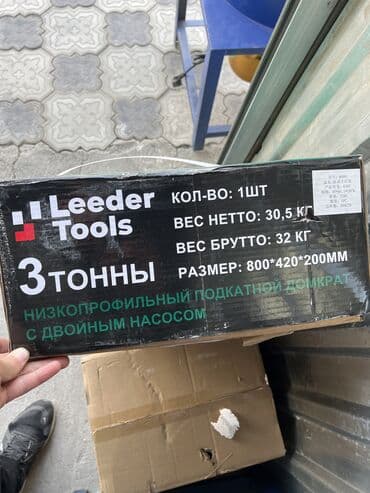 Leeder
Tools
3 ТОННЫ
НИЗКОПРОФИЛЬНЫЙ ПОДКАТНОЙ ДОМКРАТ
С ДВОЙНЫМ НАСОСОМ
КОЛ-ВО: 1ШТ
ВЕС НЕТТО: 30,5 КГ
ВЕС БРУТТО: 32 КГ
РАЗМЕР: 800*420*200ММ